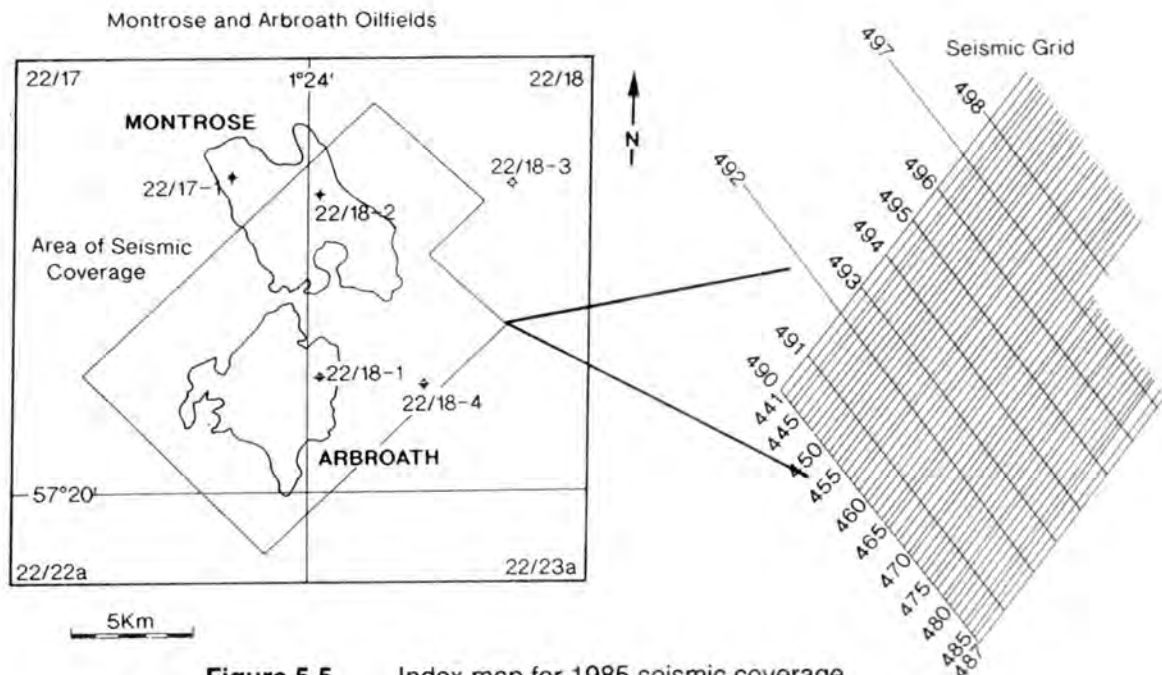 Montrose and Arbroath Oilfields
22/17
1°24'
22/18
MONTROSE
N
22/17-1
22/18-3
22/18-2
Area of Seismic
Coverage
22/18-1
22/18-4
ARBROATH
57°20'
22/22a
22/23a
5Km
Seismic Grid
497
498
492
496
495
494
493
491
490
441
445
450
455
460
465
470
475
480
485
487
Figure 5.5 Index map for 1985 seismic coverage